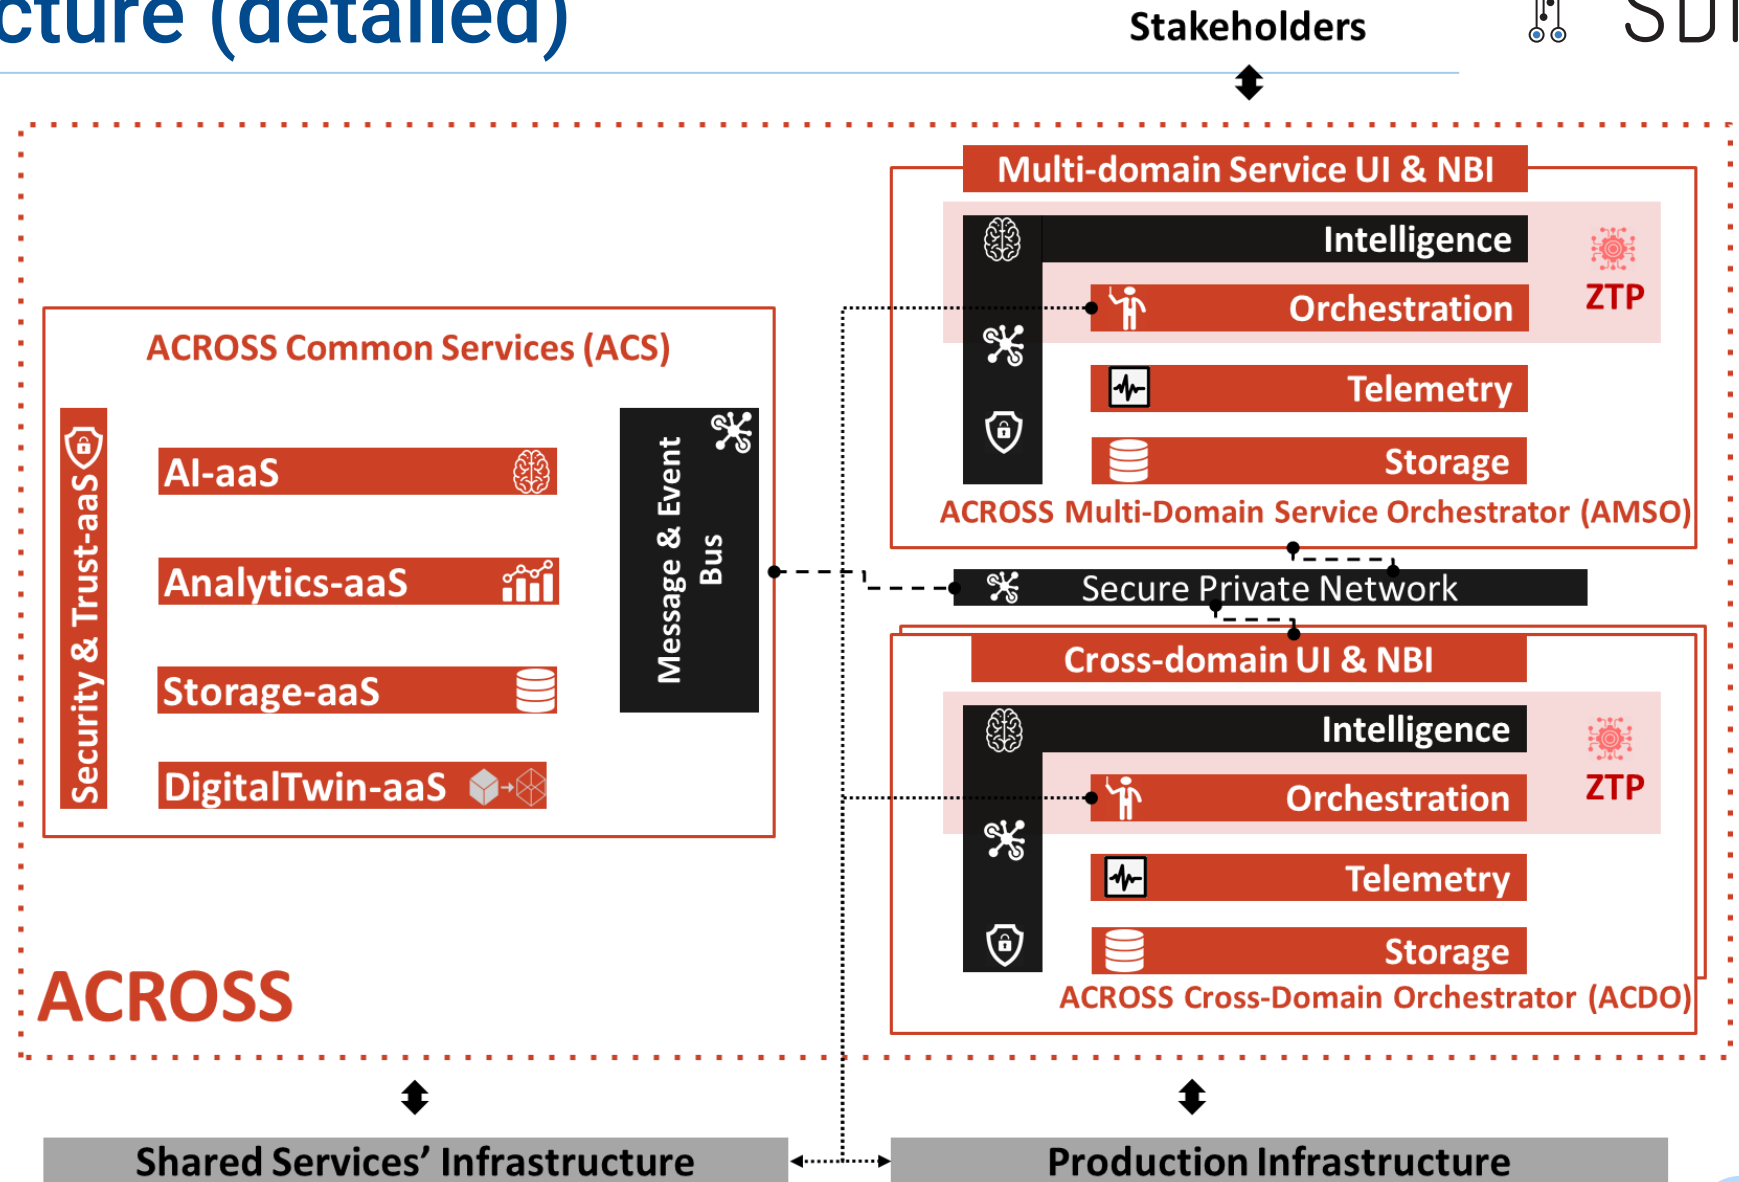 (detailed)
Stakeholders
Multi-domain Service UI & NBI
Intelligence
ZTP
Orchestration
Telemetry
Storage
ACROSS Multi-Domain Service Orchestrator (AMSO)
ACROSS Common Services (ACS)
Security & Trust-aaS
AI-aaS
Analytics-aaS
Storage-aaS
DigitalTwin-aaS
Message & Event
Bus
Secure Private Network
Cross-domain UI & NBI
Intelligence
ZTP
Orchestration
Telemetry
Storage
ACROSS Cross-Domain Orchestrator (ACDO)
ACROSS
Shared Services’ Infrastructure
Production Infrastructure